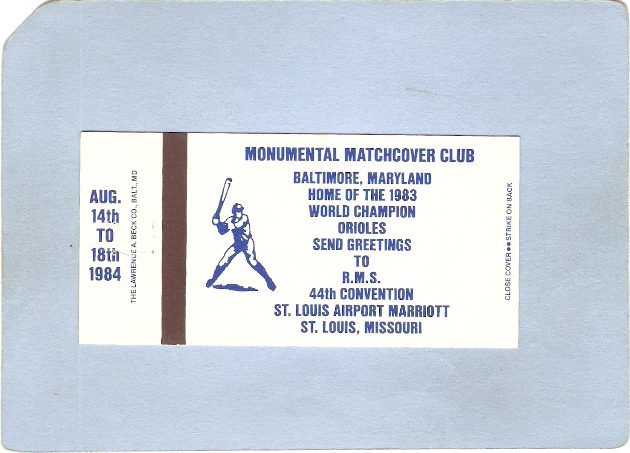 AUG.
14th
TO
18th
1984
THE LAWRENCE A. BECK CO., BALT., MD
MONUMENTAL MATCHCOVER CLUB
BALTIMORE, MARYLAND
HOME OF THE 1983
WORLD CHAMPION
ORIOLES
SEND GREETINGS
TO
R.M.S.
44th CONVENTION
ST. LOUIS AIRPORT MARRIOTT
ST. LOUIS, MISSOURI
CLOSE COVER ●● STRIKE ON BACK